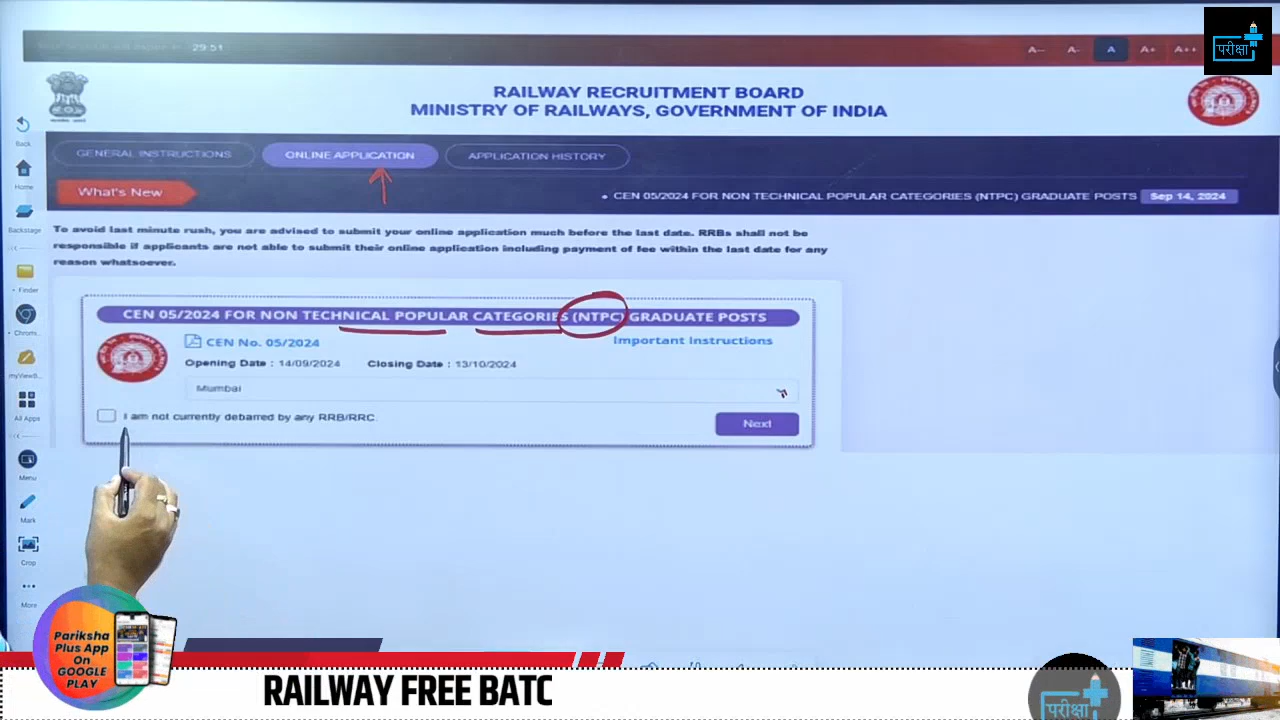 29:51
A-- A- A A+ A++
परीक्षा
RAILWAY RECRUITMENT BOARD
MINISTRY OF RAILWAYS, GOVERNMENT OF INDIA
GENERAL INSTRUCTIONS
ONLINE APPLICATION
APPLICATION HISTORY
What's New
• CEN 05/2024 FOR NON TECHNICAL POPULAR CATEGORIES (NTPC) GRADUATE POSTS Sep 14, 2024
To avoid last minute rush, you are advised to submit your online application much before the last date. RRBs shall not be
responsible if applicants are not able to submit their online application including payment of fee within the last date for any
reason whatsoever.
CEN 05/2024 FOR NON TECHNICAL POPULAR CATEGORIES (NTPC) GRADUATE POSTS
CEN No. 05/2024
Important Instructions
Opening Date : 14/09/2024 Closing Date : 13/10/2024
Mumbai
I am not currently debarred by any RRB/RRC.
Next
Back
Home
Backstage
Finder
Chrom..
myViewB..
All Apps
Menu
Mark
Crop
More
Pariksha
Plus App
On
GOOGLE
PLAY
RAILWAY FREE BATC
परीक्षा